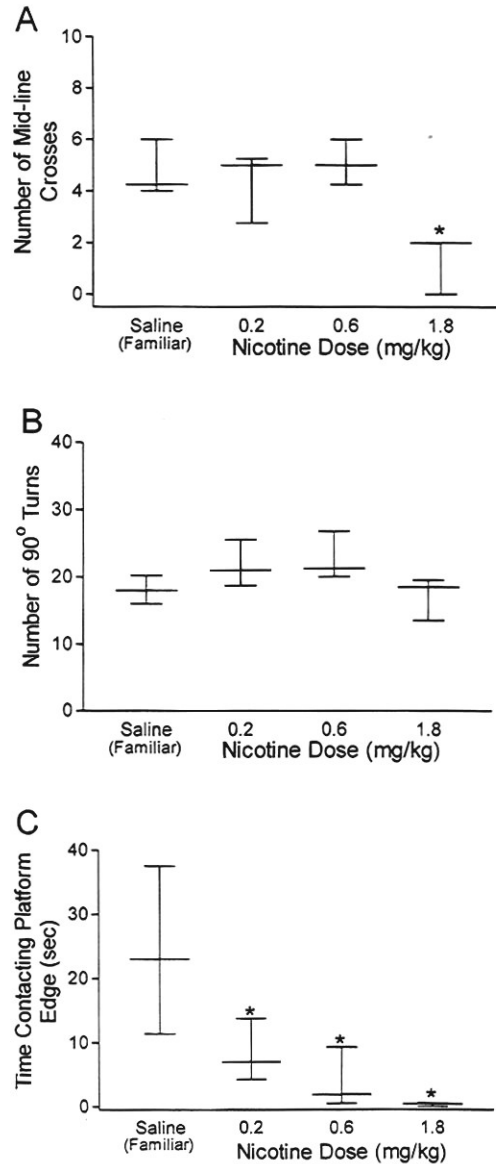 A
Number of Mid-line
Crosses
10
8
6
4
2
0
*
Saline
(Familiar)
0.2
0.6
1.8
Nicotine Dose (mg/kg)
B
Number of 90° Turns
40
30
20
10
0
Saline
(Familiar)
0.2
0.6
1.8
Nicotine Dose (mg/kg)
C
Time Contacting Platform
Edge (sec)
40
30
20
10
0
*
*
*
Saline
(Familiar)
0.2
0.6
1.8
Nicotine Dose (mg/kg)